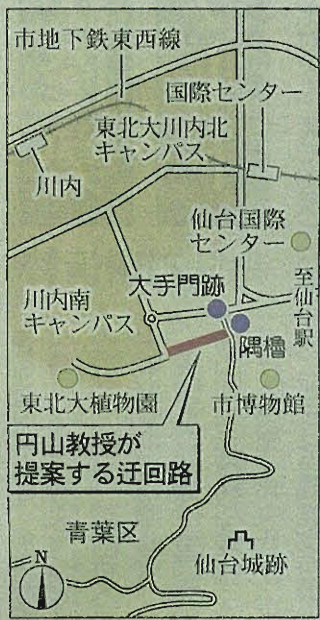 市地下鉄東西線
国際センター
東北大川内北
キャンパス
川内
仙台国際
センター
至仙台駅
大手門跡
川内南
キャンパス
隅櫓
東北大植物園
市博物館
円山教授が
提案する迂回路
青葉区
仙台城跡
N